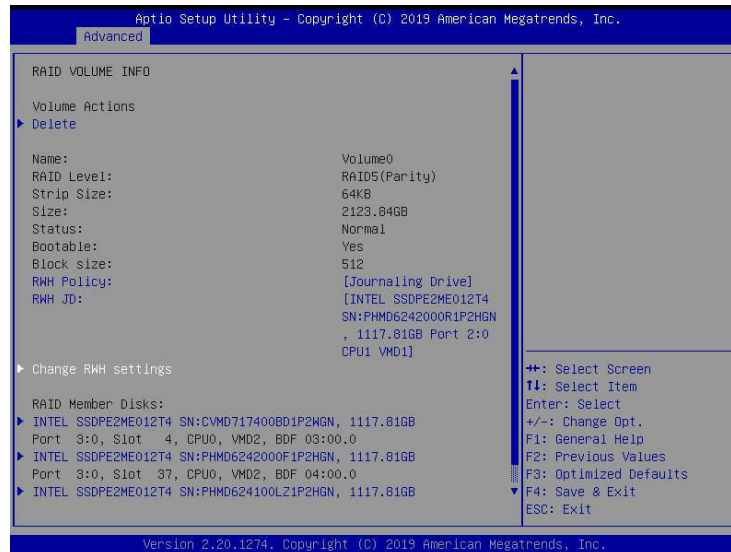 Aptio Setup Utility – Copyright (C) 2019 American Megatrends, Inc.
Advanced
RAID VOLUME INFO
Volume Actions
Delete
Name: Volume0
RAID Level: RAID5(Parity)
Strip Size: 64KB
Size: 2123.84GB
Status: Normal
Bootable: Yes
Block size: 512
RWH Policy: [Journaling Drive]
RWH JD: [INTEL SSDPE2ME012T4
SN:PHMD6242000R1P2HGN
, 1117.81GB Port 2:0
CPU1 VMD1]
Change RWH settings
RAID Member Disks:
INTEL SSDPE2ME012T4 SN:CVMD717400BD1P2WGN, 1117.81GB
Port 3:0, Slot 4, CPU0, VMD2, BDF 03:00.0
INTEL SSDPE2ME012T4 SN:PHMD6242000F1P2HGN, 1117.81GB
Port 3:0, Slot 37, CPU0, VMD2, BDF 04:00.0
INTEL SSDPE2ME012T4 SN:PHMD624100LZ1P2HGN, 1117.81GB
→←: Select Screen
↑↓: Select Item
Enter: Select
+/-: Change Opt.
F1: General Help
F2: Previous Values
F3: Optimized Defaults
F4: Save & Exit
ESC: Exit
Version 2.20.1274. Copyright (C) 2019 American Megatrends, Inc.